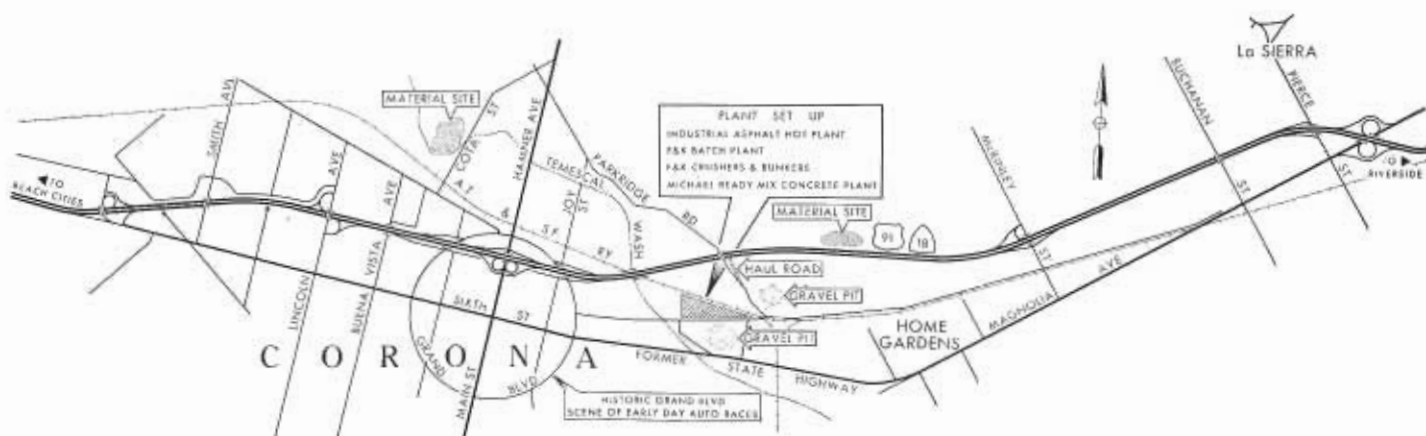 La SIERRA
PIERCE
ST
BUCHANAN
ST
McKINLEY
ST
TO
RIVERSIDE
MATERIAL SITE
COTA
ST
HAMNER AVE
PLANT SET UP
INDUSTRIAL ASPHALT HOT PLANT
F&K BATCH PLANT
F&K CRUSHERS & BUNKERS
MICHAEL READY MIX CONCRETE PLANT
SMITH AVE
TO
BEACH CITIES
LINCOLN
AVE
BUENA VISTA
AVE
A.T. & S F RY
TEMESCAL
WASH
JOY
ST
PARKRIDGE RD
MATERIAL SITE
91
18
HAUL ROAD
GRAVEL PIT
GRAVEL PIT
SIXTH ST
GRAND
BLVD
MAIN ST
CORONA
FORMER STATE HIGHWAY
HOME
GARDENS
MAGNOLIA AVE
HISTORIC GRAND BLVD
SCENE OF EARLY DAY AUTO RACES